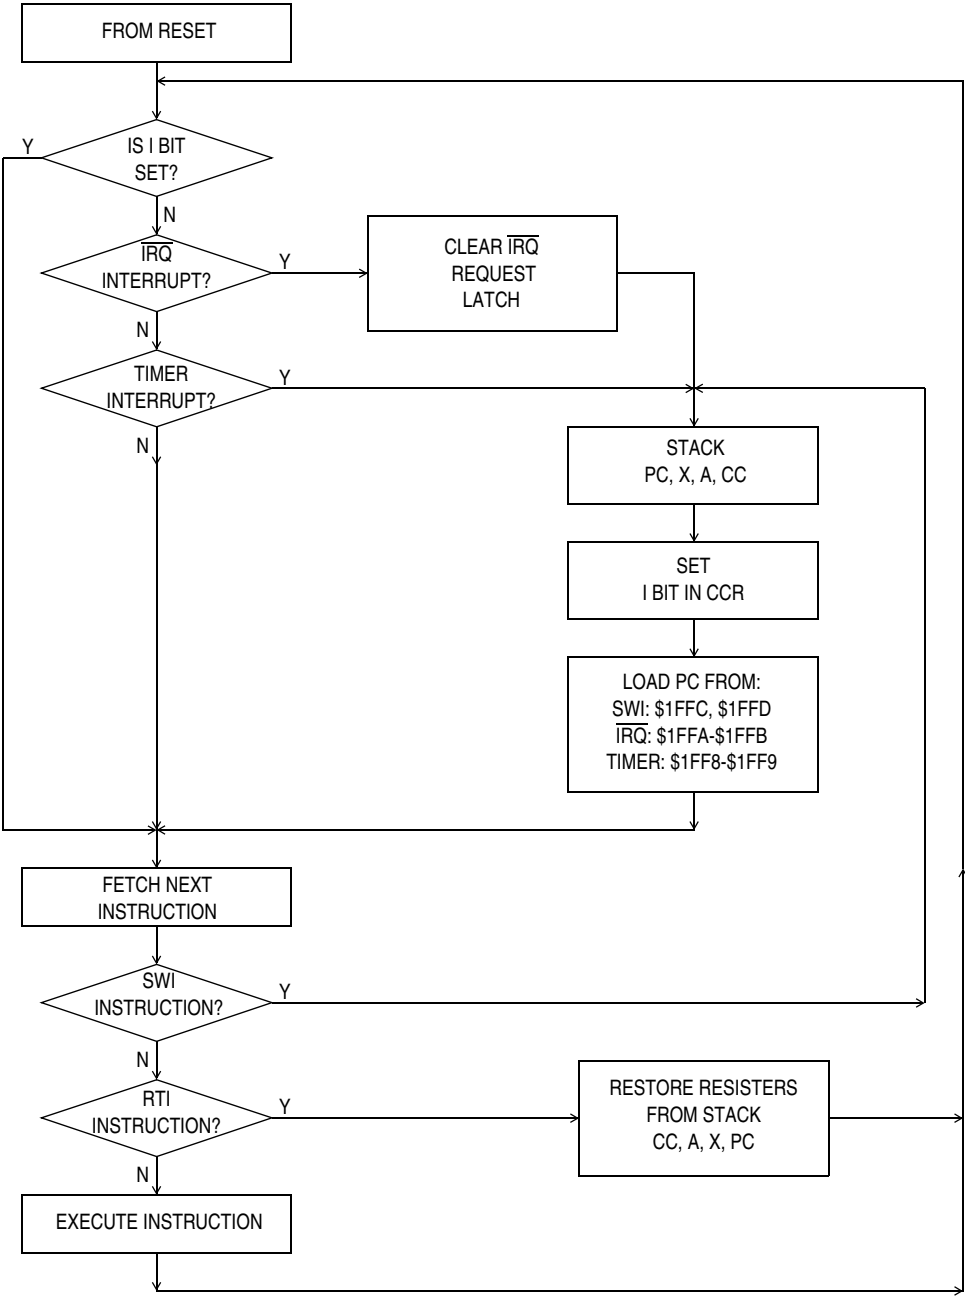 FROM RESET
Y
IS I BIT
SET?
N
IRQ
INTERRUPT?
Y
CLEAR IRQ
REQUEST
LATCH
N
TIMER
INTERRUPT?
Y
N
STACK
PC, X, A, CC
SET
I BIT IN CCR
LOAD PC FROM:
SWI: $1FFC, $1FFD
IRQ: $1FFA-$1FFB
TIMER: $1FF8-$1FF9
FETCH NEXT
INSTRUCTION
SWI
INSTRUCTION?
Y
N
RTI
INSTRUCTION?
Y
RESTORE RESISTERS
FROM STACK
CC, A, X, PC
N
EXECUTE INSTRUCTION